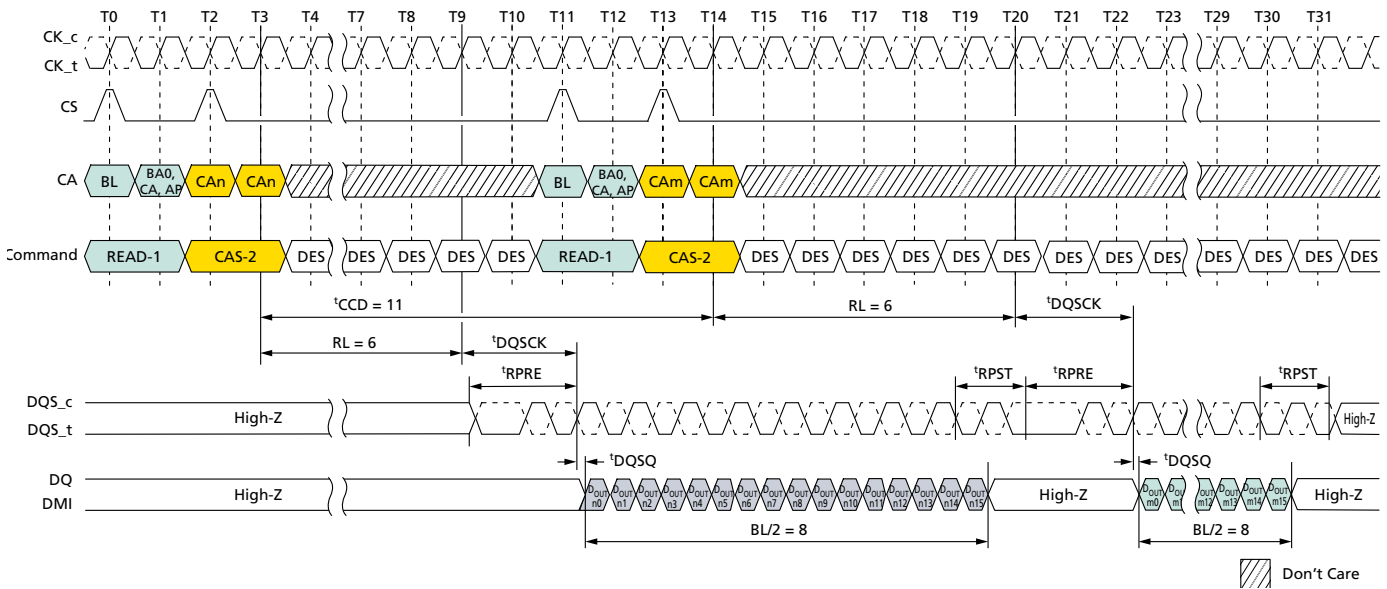 T0 T1 T2 T3 T4 T7 T8 T9 T10 T11 T12 T13 T14 T15 T16 T17 T18 T19 T20 T21 T22 T23 T29 T30 T31
CK_c
CK_t
CS
CA BL BA0, CA, AP CAn CAn BL BA0, CA, AP CAm CAm
Command READ-1 CAS-2 DES DES DES DES DES READ-1 CAS-2 DES DES DES DES DES DES DES DES DES DES DES DES DES
tCCD = 11 RL = 6 tDQSCK
RL = 6 tDQSCK
tRPRE tRPST tRPRE tRPST
DQS_c
DQS_t High-Z High-Z
tDQSQ tDQSQ
DQ
DMI High-Z DOUT n0 DOUT n1 DOUT n2 DOUT n3 DOUT n4 DOUT n5 DOUT n6 DOUT n7 DOUT n8 DOUT n9 DOUT n10 DOUT n11 DOUT n12 DOUT n13 DOUT n14 DOUT n15 High-Z DOUT m0 DOUT m12 DOUT m13 DOUT m14 DOUT m15 High-Z
BL/2 = 8 BL/2 = 8
Don't Care